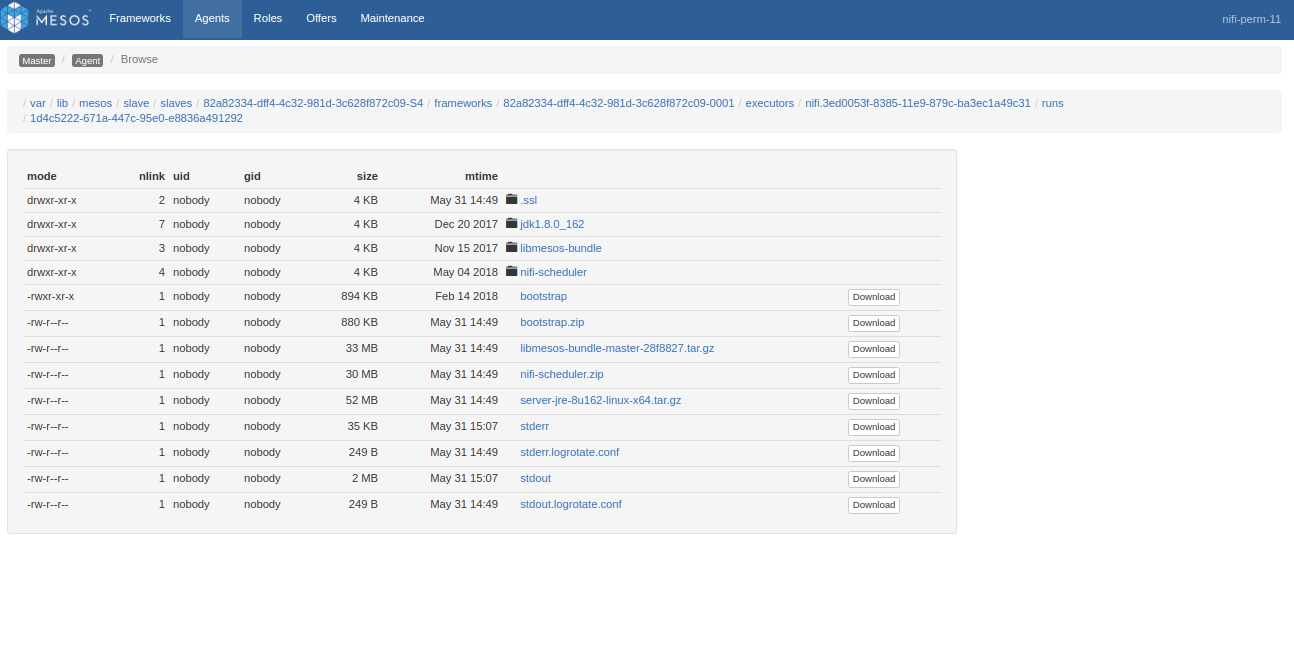 Apache MESOS™ Frameworks Agents Roles Offers Maintenance nifi-perm-11
Master / Agent / Browse
/ var / lib / mesos / slave / slaves / 82a82334-dff4-4c32-981d-3c628f872c09-S4 / frameworks / 82a82334-dff4-4c32-981d-3c628f872c09-0001 / executors / nifi.3ed0053f-8385-11e9-879c-ba3ec1a49c31 / runs
/ 1d4c5222-671a-447c-95e0-e8836a491292
mode nlink uid gid size mtime
drwxr-xr-x 2 nobody nobody 4 KB May 31 14:49 .ssl
drwxr-xr-x 7 nobody nobody 4 KB Dec 20 2017 jdk1.8.0_162
drwxr-xr-x 3 nobody nobody 4 KB Nov 15 2017 libmesos-bundle
drwxr-xr-x 4 nobody nobody 4 KB May 04 2018 nifi-scheduler
-rwxr-xr-x 1 nobody nobody 894 KB Feb 14 2018 bootstrap Download
-rw-r--r-- 1 nobody nobody 880 KB May 31 14:49 bootstrap.zip Download
-rw-r--r-- 1 nobody nobody 33 MB May 31 14:49 libmesos-bundle-master-28f8827.tar.gz Download
-rw-r--r-- 1 nobody nobody 30 MB May 31 14:49 nifi-scheduler.zip Download
-rw-r--r-- 1 nobody nobody 52 MB May 31 14:49 server-jre-8u162-linux-x64.tar.gz Download
-rw-r--r-- 1 nobody nobody 35 KB May 31 15:07 stderr Download
-rw-r--r-- 1 nobody nobody 249 B May 31 14:49 stderr.logrotate.conf Download
-rw-r--r-- 1 nobody nobody 2 MB May 31 15:07 stdout Download
-rw-r--r-- 1 nobody nobody 249 B May 31 14:49 stdout.logrotate.conf Download